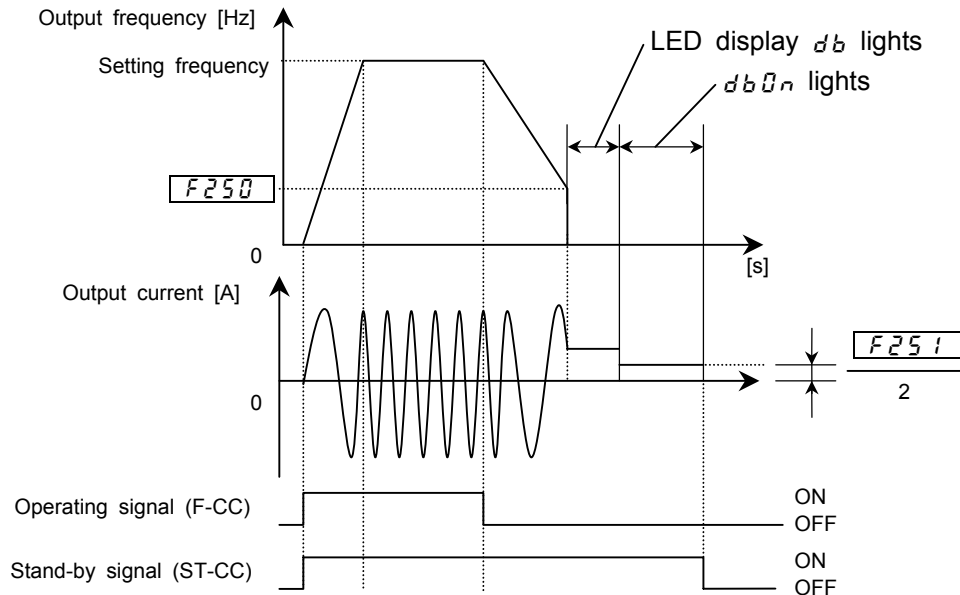 Output frequency [Hz]
LED display db lights
Setting frequency
db0n lights
F250
0
[s]
Output current [A]
F251
2
0
Operating signal (F-CC)
ON
OFF
Stand-by signal (ST-CC)
ON
OFF